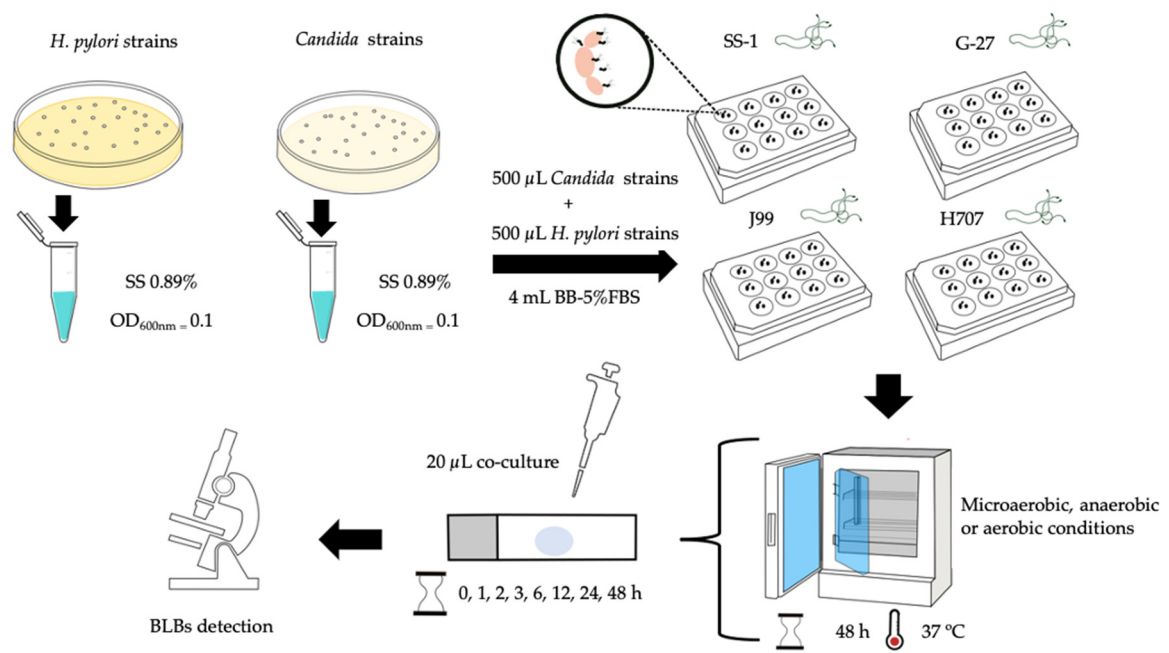 H. pylori strains
Candida strains
SS 0.89%
OD600nm = 0.1
SS 0.89%
OD600nm = 0.1
500 µL Candida strains
+
500 µL H. pylori strains
4 mL BB-5%FBS
SS-1
G-27
J99
H707
Microaerobic, anaerobic
or aerobic conditions
48 h
37 ºC
20 µL co-culture
0, 1, 2, 3, 6, 12, 24, 48 h
BLBs detection